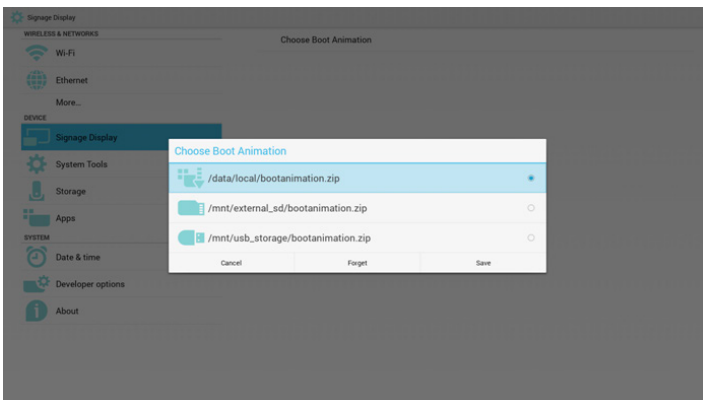 Signage Display
WIRELESS & NETWORKS
Wi-Fi
Ethernet
More...
DEVICE
Signage Display
System Tools
Storage
Apps
SYSTEM
Date & time
Developer options
About
Choose Boot Animation
Choose Boot Animation
/data/local/bootanimation.zip
/mnt/external_sd/bootanimation.zip
/mnt/usb_storage/bootanimation.zip
Cancel Forget Save